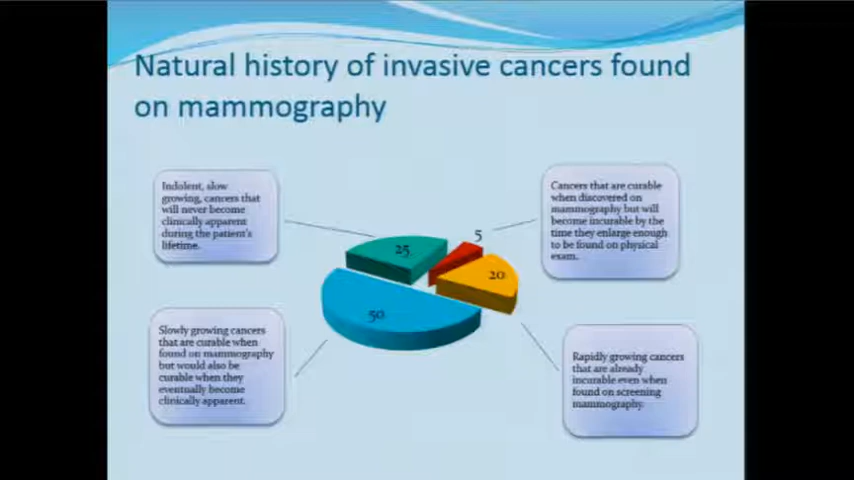 Natural history of invasive cancers found
on mammography
Indolent, slow
growing, cancers that
will never become
clinically apparent
during the patient's
lifetime.
Cancers that are curable
when discovered on
mammography but will
become incurable by the
time they enlarge enough
to be found on physical
exam.
5
25
20
50
Slowly growing cancers
that are curable when
found on mammography
but would also be
curable when they
eventually become
clinically apparent.
Rapidly growing cancers
that are already
incurable even when
found on screening
mammography.